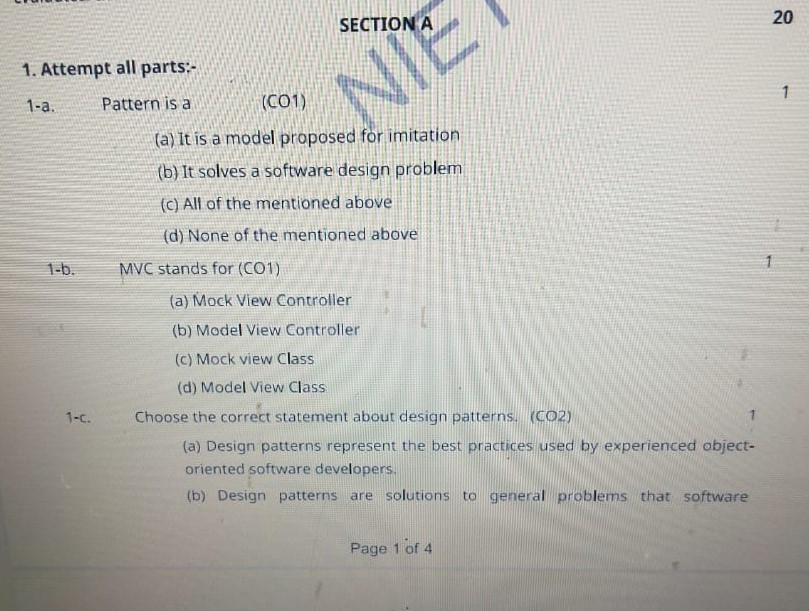 SECTION A
20
1. Attempt all parts:-
1-a. Pattern is a (CO1) 1
(a) It is a model proposed for imitation
(b) It solves a software design problem
(c) All of the mentioned above
(d) None of the mentioned above
1-b. MVC stands for (CO1) 1
(a) Mock View Controller
(b) Model View Controller
(c) Mock view Class
(d) Model View Class
1-c. Choose the correct statement about design patterns. (CO2) 1
(a) Design patterns represent the best practices used by experienced object-
oriented software developers.
(b) Design patterns are solutions to general problems that software
Page 1 of 4
NIET